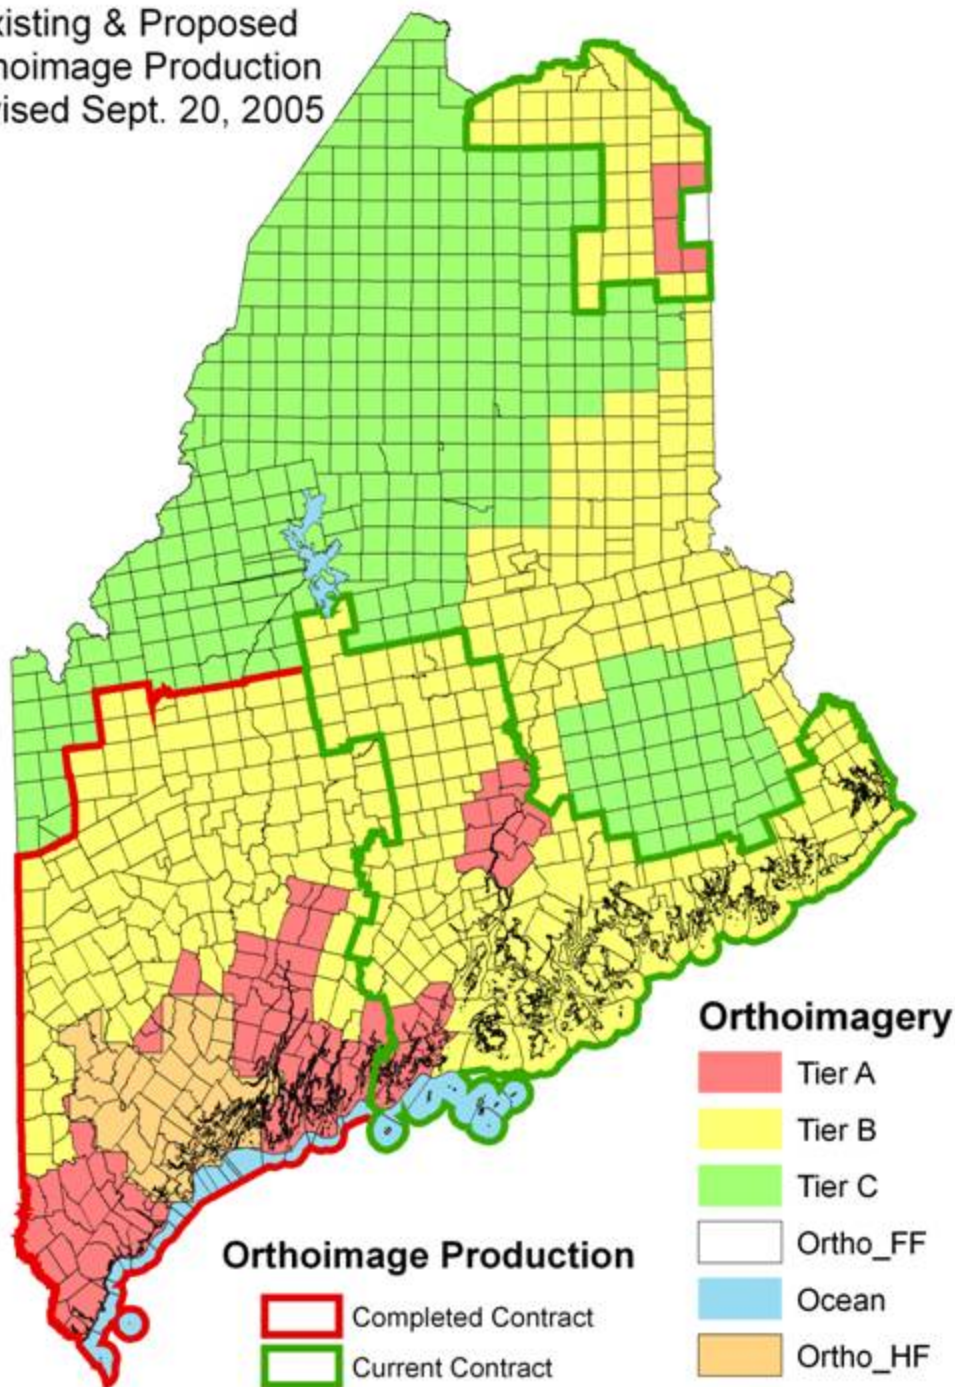 xisting & Proposed
hoimage Production
ised Sept. 20, 2005
Orthoimagery
Tier A
Tier B
Tier C
Ortho_FF
Ocean
Ortho_HF
Orthoimage Production
Completed Contract
Current Contract